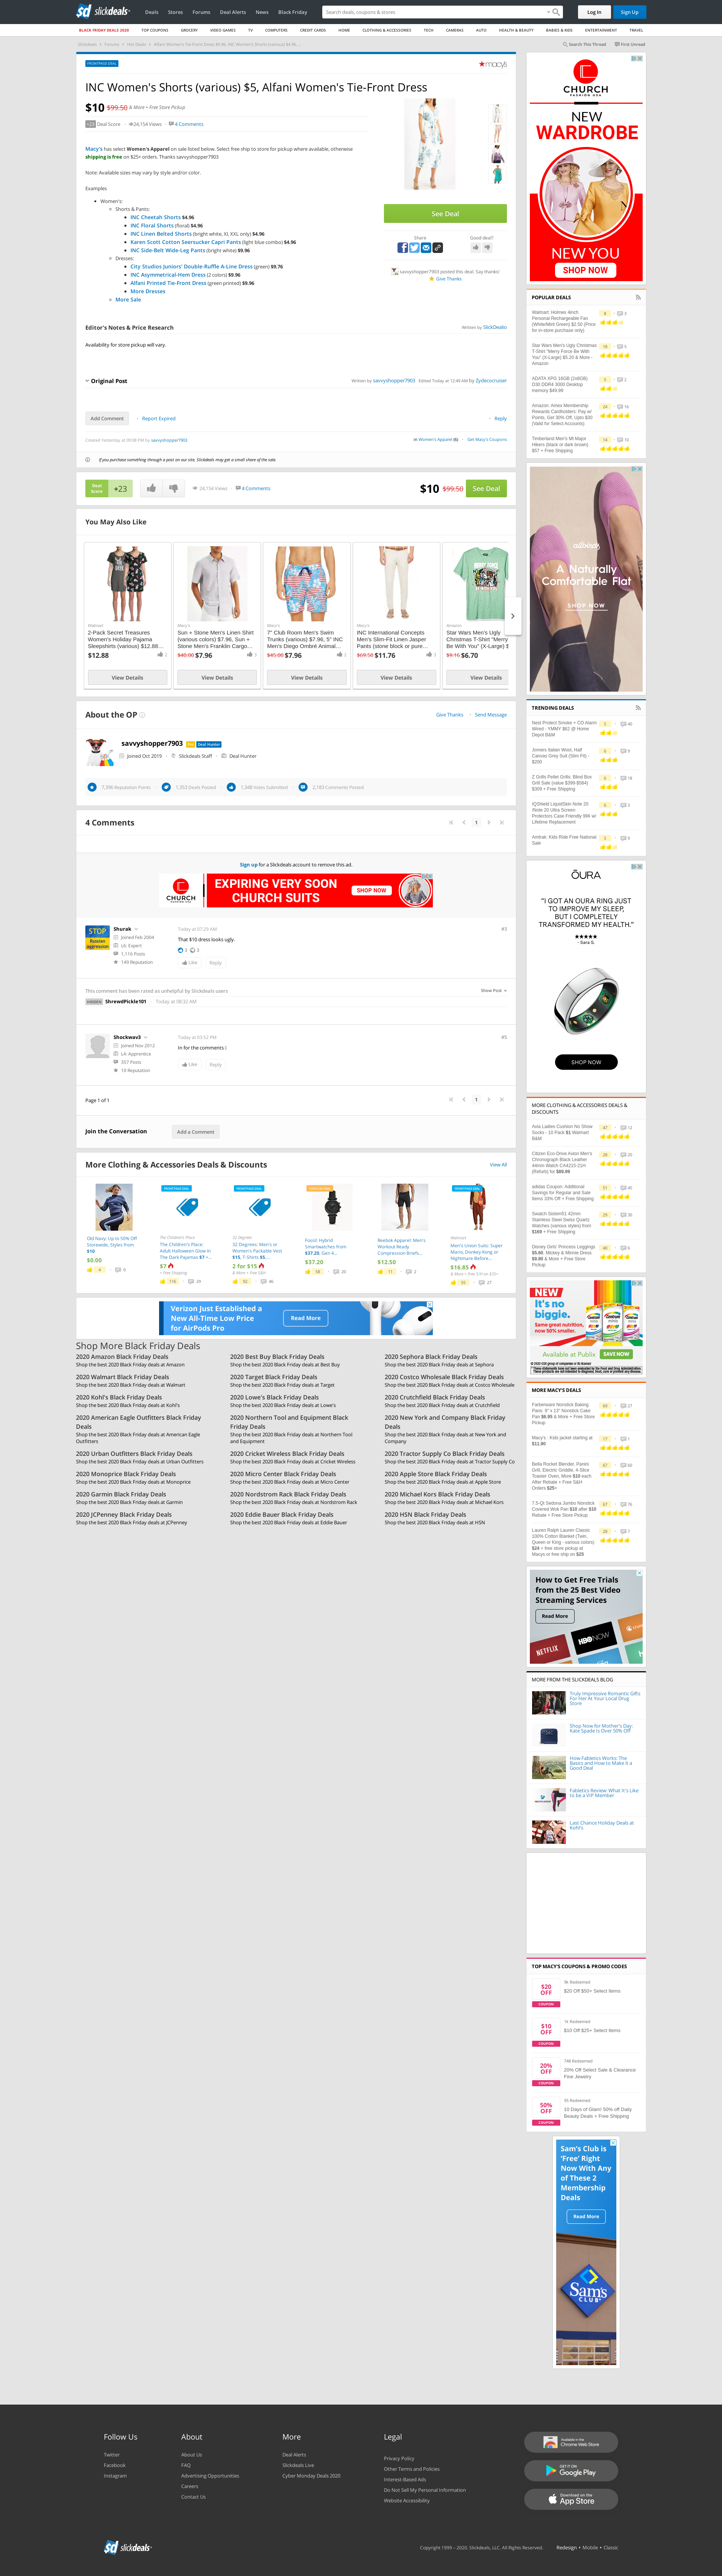 slickdeals
Deals Stores Forums Deal Alerts News Black Friday
Search deals, coupons & stores
Log In
Sign Up
BLACK FRIDAY DEALS 2020 TOP COUPONS GROCERY VIDEO GAMES TV COMPUTERS CREDIT CARDS HOME CLOTHING & ACCESSORIES TECH CAMERAS AUTO HEALTH & BEAUTY BABIES & KIDS ENTERTAINMENT TRAVEL
Search This Thread
First Unread
FRONTPAGE DEAL
macys
INC Women's Shorts (various) $5, Alfani Women's Tie-Front Dress
$10 $99.50 & More + Free Store Pickup
+23 Deal Score 24,154 Views 4 Comments
Macy's has select Women's Apparel on sale listed below. Select free ship to store for pickup where available, otherwise
shipping is free on $25+ orders. Thanks savvyshopper7903
Note: Available sizes may vary by style and/or color.
Examples
Women's:
Shorts & Pants:
INC Cheetah Shorts $4.96
INC Floral Shorts (floral) $4.96
INC Linen Belted Shorts (bright white, XL XXL only) $4.96
Karen Scott Cotton Seersucker Capri Pants (light blue combo) $4.96
INC Side-Belt Wide-Leg Pants (bright white) $9.96
Dresses:
City Studios Juniors' Double-Ruffle A-Line Dress (green) $9.76
INC Asymmetrical-Hem Dress (2 colors) $9.96
Alfani Printed Tie-Front Dress (green printed) $9.96
More Dresses
More Sale
See Deal
Share
Good deal?
savvyshopper7903 posted this deal. Say thanks!
Give Thanks
Editor's Notes & Price Research
Written by SlickDealio
Availability for store pickup will vary.
Original Post
Written by savvyshopper7903 Edited Today at 12:49 AM by Zydecocruiser
Add Comment
Report Expired
Reply
Created Yesterday at 09:08 PM by savvyshopper7903
in Women's Apparel (6) Get Macy's Coupons
If you purchase something through a post on our site, Slickdeals may get a small share of the sale.
Deal Score +23
24,154 Views 4 Comments
$10 $99.50 See Deal
You May Also Like
Walmart
2-Pack Secret Treasures Women's Holiday Pajama Sleepshirts (various) $12.88...
$12.88 2
View Details
Macy's
Sun + Stone Men's Linen Shirt (various colors) $7.96, Sun + Stone Men's Franklin Cargo...
$40.00 $7.96 3
View Details
Macy's
7" Club Room Men's Swim Trunks (various) $7.96, 5" INC Men's Diego Ombré Animal...
$45.00 $7.96 2
View Details
Macy's
INC International Concepts Men's Slim-Fit Linen Jasper Pants (stone block or pure...
$69.50 $11.76 3
View Details
Amazon
Star Wars Men's Ugly Christmas T-Shirt "Merry Be With You" (X-Large) $
$9.16 $6.70
View Details
About the OP
Give Thanks
Send Message
savvyshopper7903 Pro Deal Hunter
Joined Oct 2019 Slickdeals Staff Deal Hunter
7,396 Reputation Points 1,353 Deals Posted 1,348 Votes Submitted 2,183 Comments Posted
4 Comments
1
Sign up for a Slickdeals account to remove this ad.
CHURCH
EXPIRING VERY SOON
CHURCH SUITS
SHOP NOW
STOP
Russian aggression
Shurak
Joined Feb 2004
L6: Expert
1,116 Posts
149 Reputation
Today at 07:29 AM
#3
That $10 dress looks ugly.
3 3
Like Reply
This comment has been rated as unhelpful by Slickdeals users
Show Post
HIDDEN ShrewdPickle101 Today at 08:32 AM
Shockwav3
Joined Nov 2012
L4: Apprentice
357 Posts
10 Reputation
Today at 03:52 PM
#5
In for the comments (
Like Reply
Page 1 of 1
1
Join the Conversation
Add a Comment
More Clothing & Accessories Deals & Discounts
View All
Old Navy: Up to 50% Off Storewide, Styles from $10
$0.00
8 0
FRONTPAGE DEAL
The Children's Place
Adult Halloween Glow In The Dark Pajamas $7 +...
$7
+ Free Shipping
116 29
FRONTPAGE DEAL
32 Degrees
32 Degrees: Men's or Women's Packable Vest $15, T-Shirts $5,...
2 for $15
& More + Free S&H
92 46
Fossil: Hybrid Smartwatches from $37.20, Gen 4...
$37.20
58 20
Reebok Apparel: Men's Workout Ready Compression Briefs...
$12.50
11 2
FRONTPAGE DEAL
Walmart
Men's Union Suits: Super Mario, Donkey Kong or Nightmare Before...
$16.85
59 27
Verizon Just Established a New All-Time Low Price for AirPods Pro
Read More
Shop More Black Friday Deals
2020 Amazon Black Friday Deals
Shop the best 2020 Black Friday deals at Amazon
2020 Best Buy Black Friday Deals
Shop the best 2020 Black Friday deals at Best Buy
2020 Sephora Black Friday Deals
Shop the best 2020 Black Friday deals at Sephora
2020 Walmart Black Friday Deals
Shop the best 2020 Black Friday deals at Walmart
2020 Target Black Friday Deals
Shop the best 2020 Black Friday deals at Target
2020 Costco Wholesale Black Friday Deals
Shop the best 2020 Black Friday deals at Costco Wholesale
2020 Kohl's Black Friday Deals
Shop the best 2020 Black Friday deals at Kohl's
2020 Lowe's Black Friday Deals
Shop the best 2020 Black Friday deals at Lowe's
2020 Crutchfield Black Friday Deals
Shop the best 2020 Black Friday deals at Crutchfield
2020 American Eagle Outfitters Black Friday Deals
Shop the best 2020 Black Friday deals at American Eagle Outfitters
2020 Northern Tool and Equipment Black Friday Deals
Shop the best 2020 Black Friday deals at Northern Tool and Equipment
2020 New York and Company Black Friday Deals
Shop the best 2020 Black Friday deals at New York and Company
2020 Urban Outfitters Black Friday Deals
Shop the best 2020 Black Friday deals at Urban Outfitters
2020 Cricket Wireless Black Friday Deals
Shop the best 2020 Black Friday deals at Cricket Wireless
2020 Tractor Supply Co Black Friday Deals
Shop the best 2020 Black Friday deals at Tractor Supply Co
2020 Monoprice Black Friday Deals
Shop the best 2020 Black Friday deals at Monoprice
2020 Micro Center Black Friday Deals
Shop the best 2020 Black Friday deals at Micro Center
2020 Apple Store Black Friday Deals
Shop the best 2020 Black Friday deals at Apple Store
2020 Garmin Black Friday Deals
Shop the best 2020 Black Friday deals at Garmin
2020 Nordstrom Rack Black Friday Deals
Shop the best 2020 Black Friday deals at Nordstrom Rack
2020 Michael Kors Black Friday Deals
Shop the best 2020 Black Friday deals at Michael Kors
2020 JCPenney Black Friday Deals
Shop the best 2020 Black Friday deals at JCPenney
2020 Eddie Bauer Black Friday Deals
Shop the best 2020 Black Friday deals at Eddie Bauer
2020 HSN Black Friday Deals
Shop the best 2020 Black Friday deals at HSN
CHURCH
FASHION USA
NEW
WARDROBE
NEW YOU
SHOP NOW
POPULAR DEALS
Walmart: Holmes 4Inch Personal Rechargeable Fan (White/Mint Green) $2.50 (Price for in-store purchase only)
Star Wars Men's Ugly Christmas T-Shirt "Merry Force Be With You" (X-Large) $5.20 & More - Amazon
ADATA XPG 16GB (2x8GB) D30 DDR4 3000 Desktop memory $49.99
Amazon: Amex Membership Rewards Cardholders: Pay w/ Points, Get 30% Off, Upto $30 (Valid for Select Accounts)
Timberland Men's Mt Major Hikers (black or dark brown) $57 + Free Shipping
allbirds
A Naturally
Comfortable
Flat
SHOP NOW
TRENDING DEALS
Nest Protect Smoke + CO Alarm Wired - YMMV $62 @ Home Depot B&M
Jomers Italian Wool, Half Canvas Grey Suit (Slim Fit) - $200
Z Grills Pellet Grills: Blind Box Grill Sale (value $399-$584) $309 + Free Shipping
IQShield LiquidSkin Note 20 /Note 20 Ultra Screen Protectors Case Friendly 99¢ w/ Lifetime Replacement
Amtrak: Kids Ride Free National Sale
ŌURA
"I GOT AN OURA RING JUST TO IMPROVE MY SLEEP, BUT I COMPLETELY TRANSFORMED MY HEALTH."
- Sara S.
SHOP NOW
MORE CLOTHING & ACCESSORIES DEALS & DISCOUNTS
Avia Ladies Cushion No Show Socks - 10 Pack $1 Walmart B&M
Citizen Eco-Drive Axion Men's Chronograph Black Leather 44mm Watch CA4215-21H (Refurb) for $99.99
adidas Coupon: Additional Savings for Regular and Sale Items 33% Off + Free Shipping
Swatch Sistem51 42mm Stainless Steel Swiss Quartz Watches (various styles) from $169 + Free Shipping
Disney Girls' Princess Leggings $5.60, Mickey & Minnie Dress $9.80 & More + Free Store Pickup
NEW
It's no biggie.
Same great nutrition, now 50% smaller.
Centrum
Available at Publix
SAVE NOW
MORE MACY'S DEALS
Farberware Nonstick Baking Pans: 9" x 13" Nonstick Cake Pan $6.95 & More + Free Store Pickup
Macy's - Kids jacket starting at $11.90
Bella Rocket Blender, Panini Grill, Electric Griddle, 4-Slice Toaster Oven, More $10 each After Rebate + Free S&H Orders $25+
7.5-Qt Sedona Jumbo Nonstick Covered Wok Pan $10 after $10 Rebate + Free Store Pickup
Lauren Ralph Lauren Classic 100% Cotton Blanket (Twin, Queen or King - various colors) $24 + free store pickup at Macys or free ship on $25
How to Get Free Trials from the 25 Best Video Streaming Services
Read More
NETFLIX
HBO NOW
sling
MORE FROM THE SLICKDEALS BLOG
Truly Impressive Romantic Gifts For Her At Your Local Drug Store
Shop Now for Mother's Day: Kate Spade is Over 50% Off
How Fabletics Works: The Basics and How to Make it a Good Deal
Fabletics Review: What It's Like to be a VIP Member
Last Chance Holiday Deals at Kohl's
TOP MACY'S COUPONS & PROMO CODES
$20 OFF
COUPON
9k Redeemed
$20 Off $50+ Select Items
$10 OFF
COUPON
1k Redeemed
$10 Off $25+ Select Items
20% OFF
COUPON
748 Redeemed
20% Off Select Sale & Clearance Fine Jewelry
50% OFF
COUPON
95 Redeemed
10 Days of Glam! 50% off Daily Beauty Deals + Free Shipping
Sam's Club is 'Free' Right Now With Any of These 2 Membership Deals
Read More
Sam's
CLUB
Follow Us
Twitter
Facebook
Instagram
About
About Us
FAQ
Advertising Opportunities
Careers
Contact Us
More
Deal Alerts
Slickdeals Live
Cyber Monday Deals 2020
Legal
Privacy Policy
Other Terms and Policies
Interest-Based Ads
Do Not Sell My Personal Information
Website Accessibility
Available in the
Chrome Web Store
GET IT ON
Google Play
Download on the
App Store
slickdeals
Copyright 1999 - 2020. Slickdeals, LLC. All Rights Reserved.
Redesign • Mobile • Classic